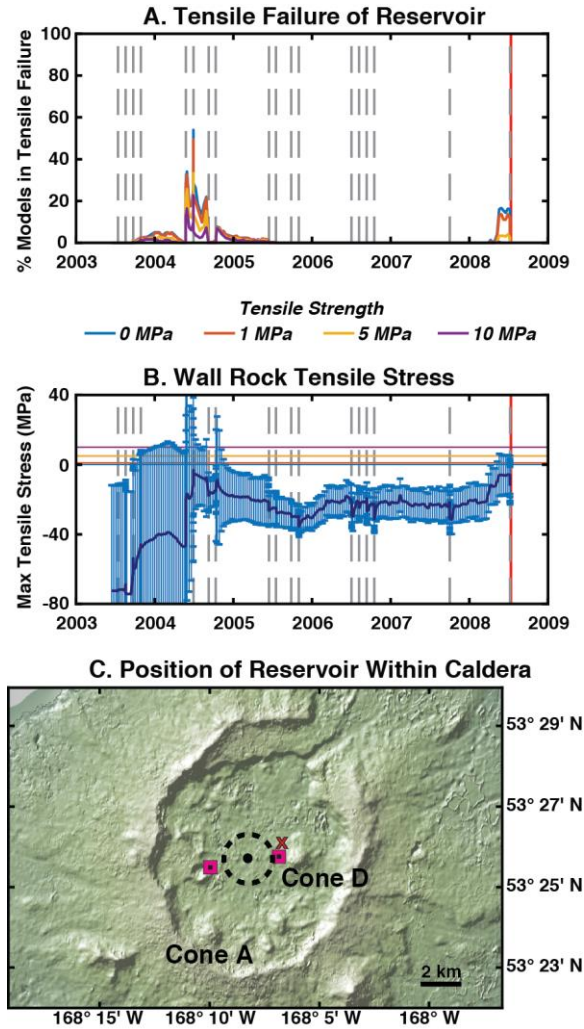 A. Tensile Failure of Reservoir
% Models in Tensile Failure
100
80
60
40
20
0
2003 2004 2005 2006 2007 2008 2009
Tensile Strength
0 MPa 1 MPa 5 MPa 10 MPa
B. Wall Rock Tensile Stress
Max Tensile Stress (MPa)
40
0
-40
-80
2003 2004 2005 2006 2007 2008 2009
C. Position of Reservoir Within Caldera
53° 29' N
53° 27' N
X
Cone D
53° 25' N
Cone A
2 km
53° 23' N
168° 15' W 168° 10' W 168° 5' W 168° W